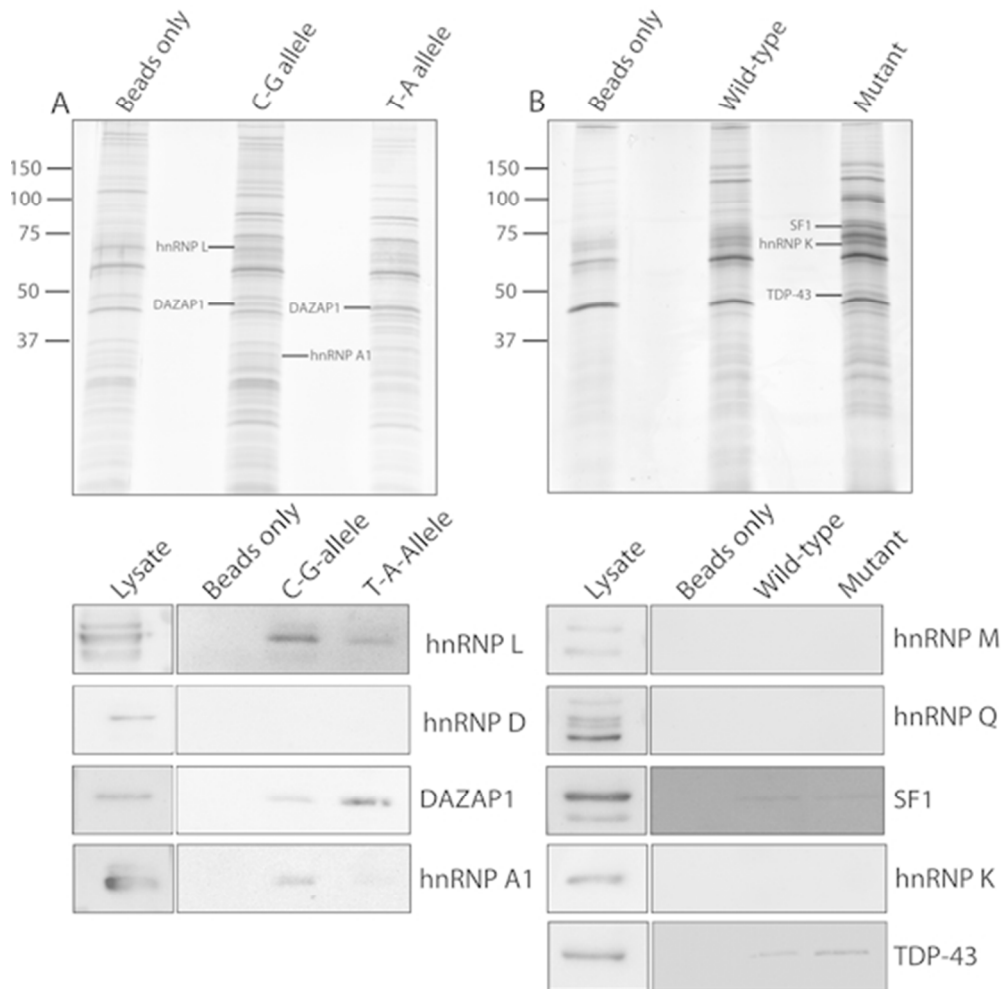 A
Beads only
C-G allele
T-A allele
150
100
75
50
37
hnRNP L
DAZAP1
DAZAP1
hnRNP A1
B
Beads only
Wild-type
Mutant
150
100
75
50
37
SF1
hnRNP K
TDP-43
Lysate
Beads only
C-G-allele
T-A-Allele
hnRNP L
hnRNP D
DAZAP1
hnRNP A1
Lysate
Beads only
Wild-type
Mutant
hnRNP M
hnRNP Q
SF1
hnRNP K
TDP-43